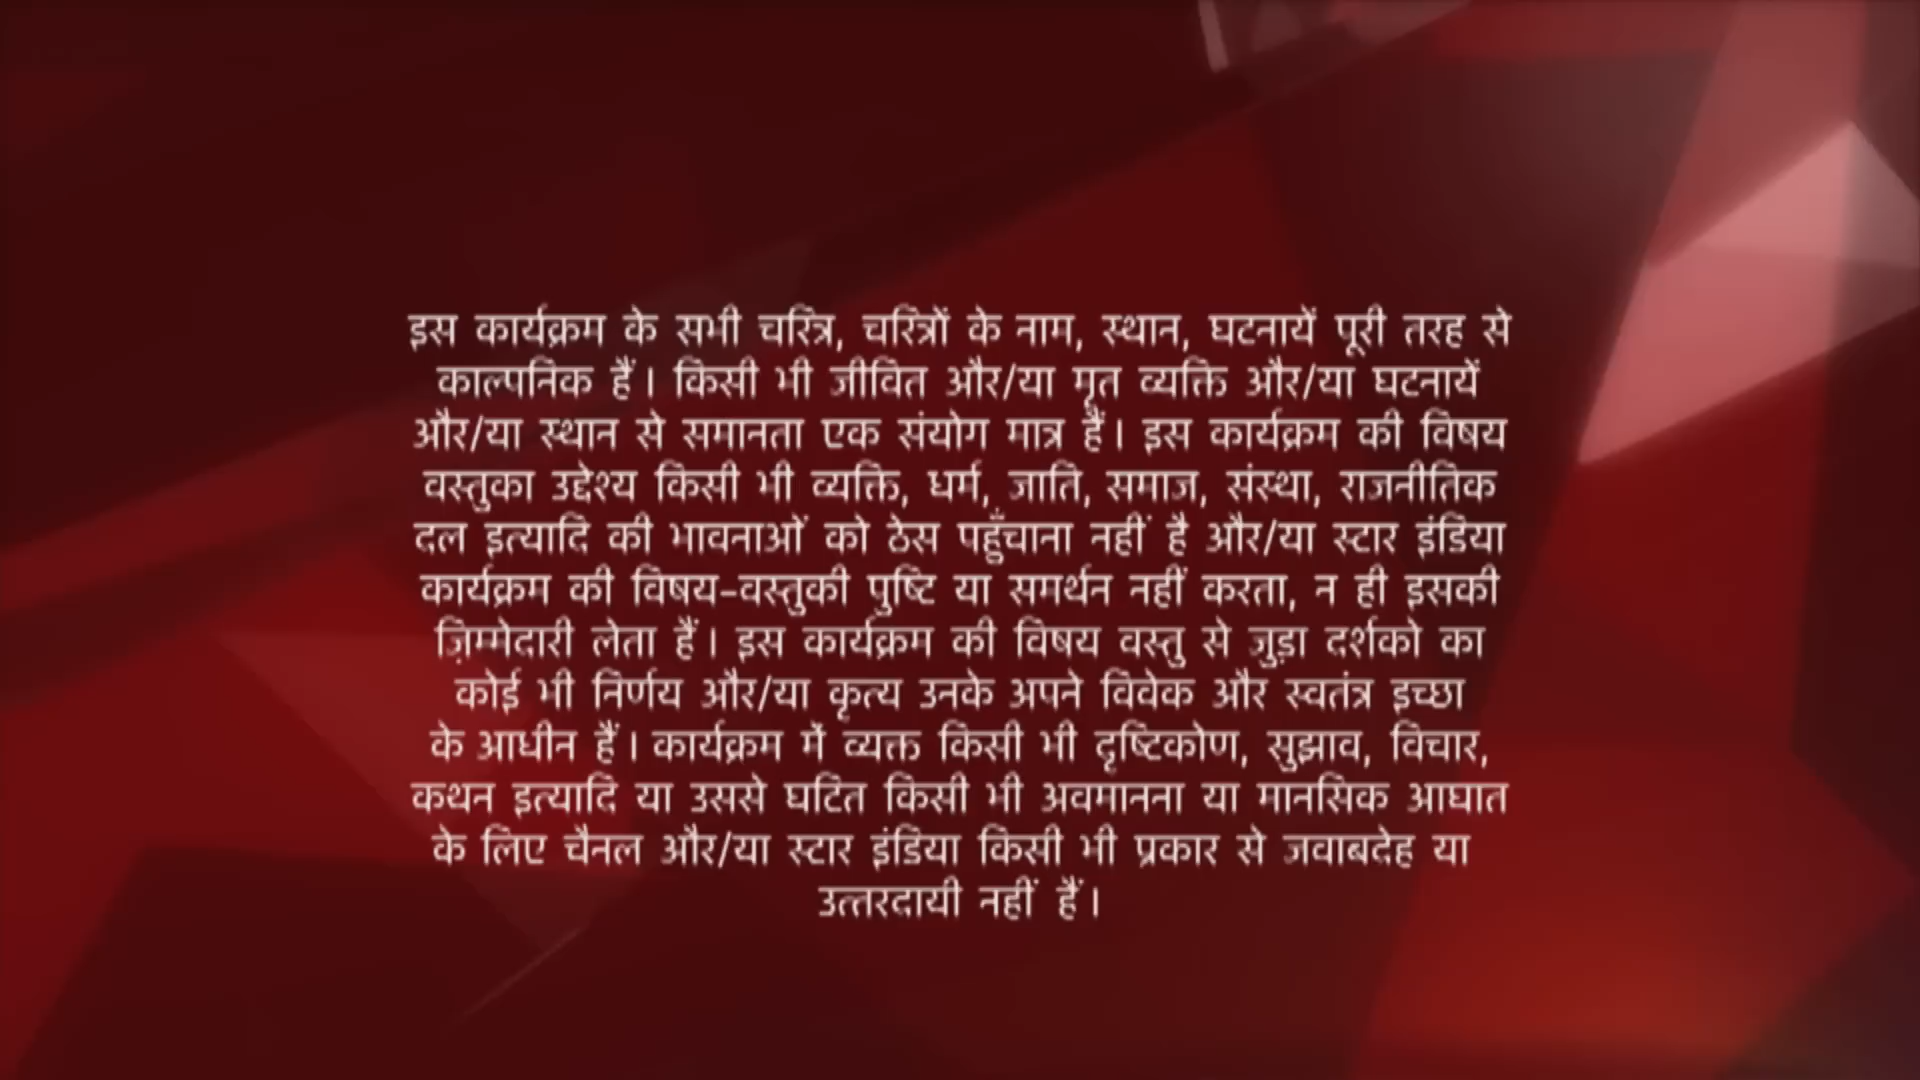 इस कार्यक्रम के सभी चरित्र, चरित्रों के नाम, स्थान, घटनायें पूरी तरह से
काल्पनिक हैं। किसी भी जीवित और/या मृत व्यक्ति और/या घटनायें
और/या स्थान से समानता एक संयोग मात्र हैं। इस कार्यक्रम की विषय
वस्तुका उद्देश्य किसी भी व्यक्ति, धर्म, जाति, समाज, संस्था, राजनीतिक
दल इत्यादि की भावनाओं को ठेस पहुँचाना नहीं है और/या स्टार इंडिया
कार्यक्रम की विषय-वस्तुकी पुष्टि या समर्थन नहीं करता, न ही इसकी
ज़िम्मेदारी लेता हैं। इस कार्यक्रम की विषय वस्तु से जुड़ा दर्शको का
कोई भी निर्णय और/या कृत्य उनके अपने विवेक और स्वतंत्र इच्छा
के आधीन हैं। कार्यक्रम में व्यक्त किसी भी दृष्टिकोण, सुझाव, विचार,
कथन इत्यादि या उससे घटित किसी भी अवमानना या मानसिक आघात
के लिए चैनल और/या स्टार इंडिया किसी भी प्रकार से जवाबदेह या
उत्तरदायी नहीं हैं।